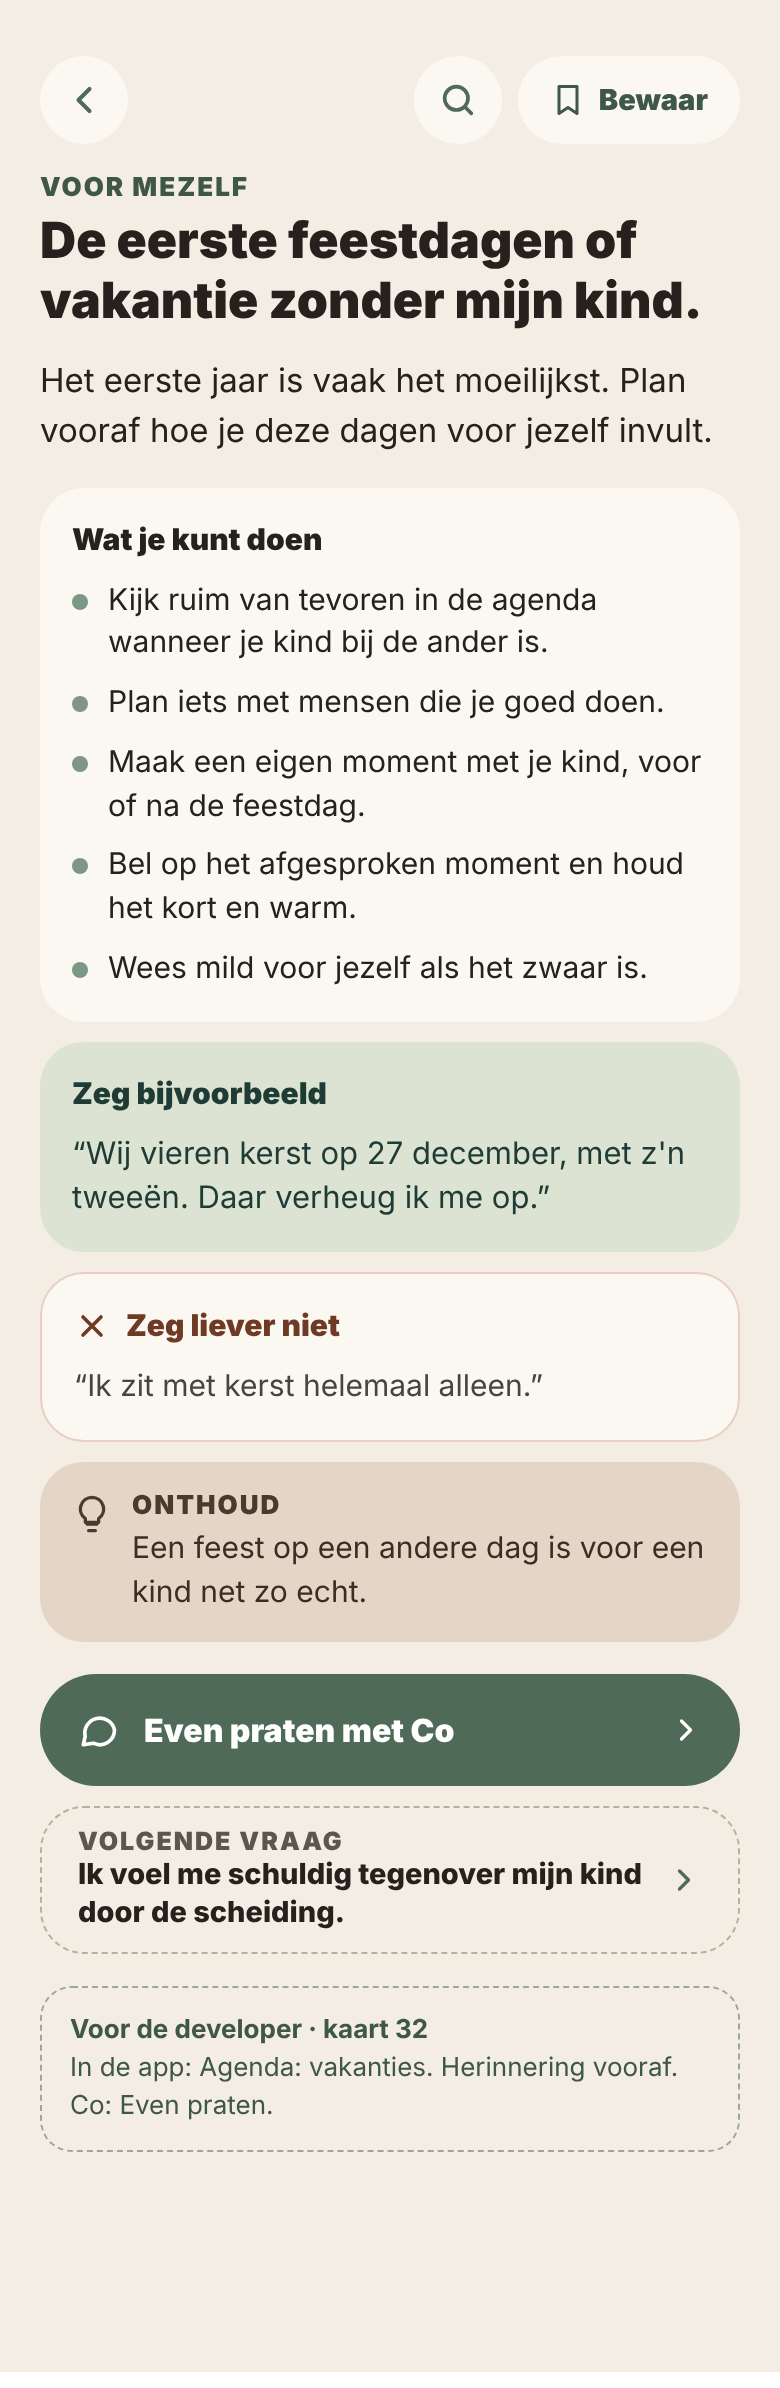 Bewaar
VOOR MEZELF
De eerste feestdagen of
vakantie zonder mijn kind.
Het eerste jaar is vaak het moeilijkst. Plan
vooraf hoe je deze dagen voor jezelf invult.
Wat je kunt doen
Kijk ruim van tevoren in de agenda
wanneer je kind bij de ander is.
Plan iets met mensen die je goed doen.
Maak een eigen moment met je kind, voor
of na de feestdag.
Bel op het afgesproken moment en houd
het kort en warm.
Wees mild voor jezelf als het zwaar is.
Zeg bijvoorbeeld
“Wij vieren kerst op 27 december, met z'n
tweeën. Daar verheug ik me op.”
Zeg liever niet
“Ik zit met kerst helemaal alleen.”
ONTHOUD
Een feest op een andere dag is voor een
kind net zo echt.
Even praten met Co
VOLGENDE VRAAG
Ik voel me schuldig tegenover mijn kind
door de scheiding.
Voor de developer · kaart 32
In de app: Agenda: vakanties. Herinnering vooraf.
Co: Even praten.